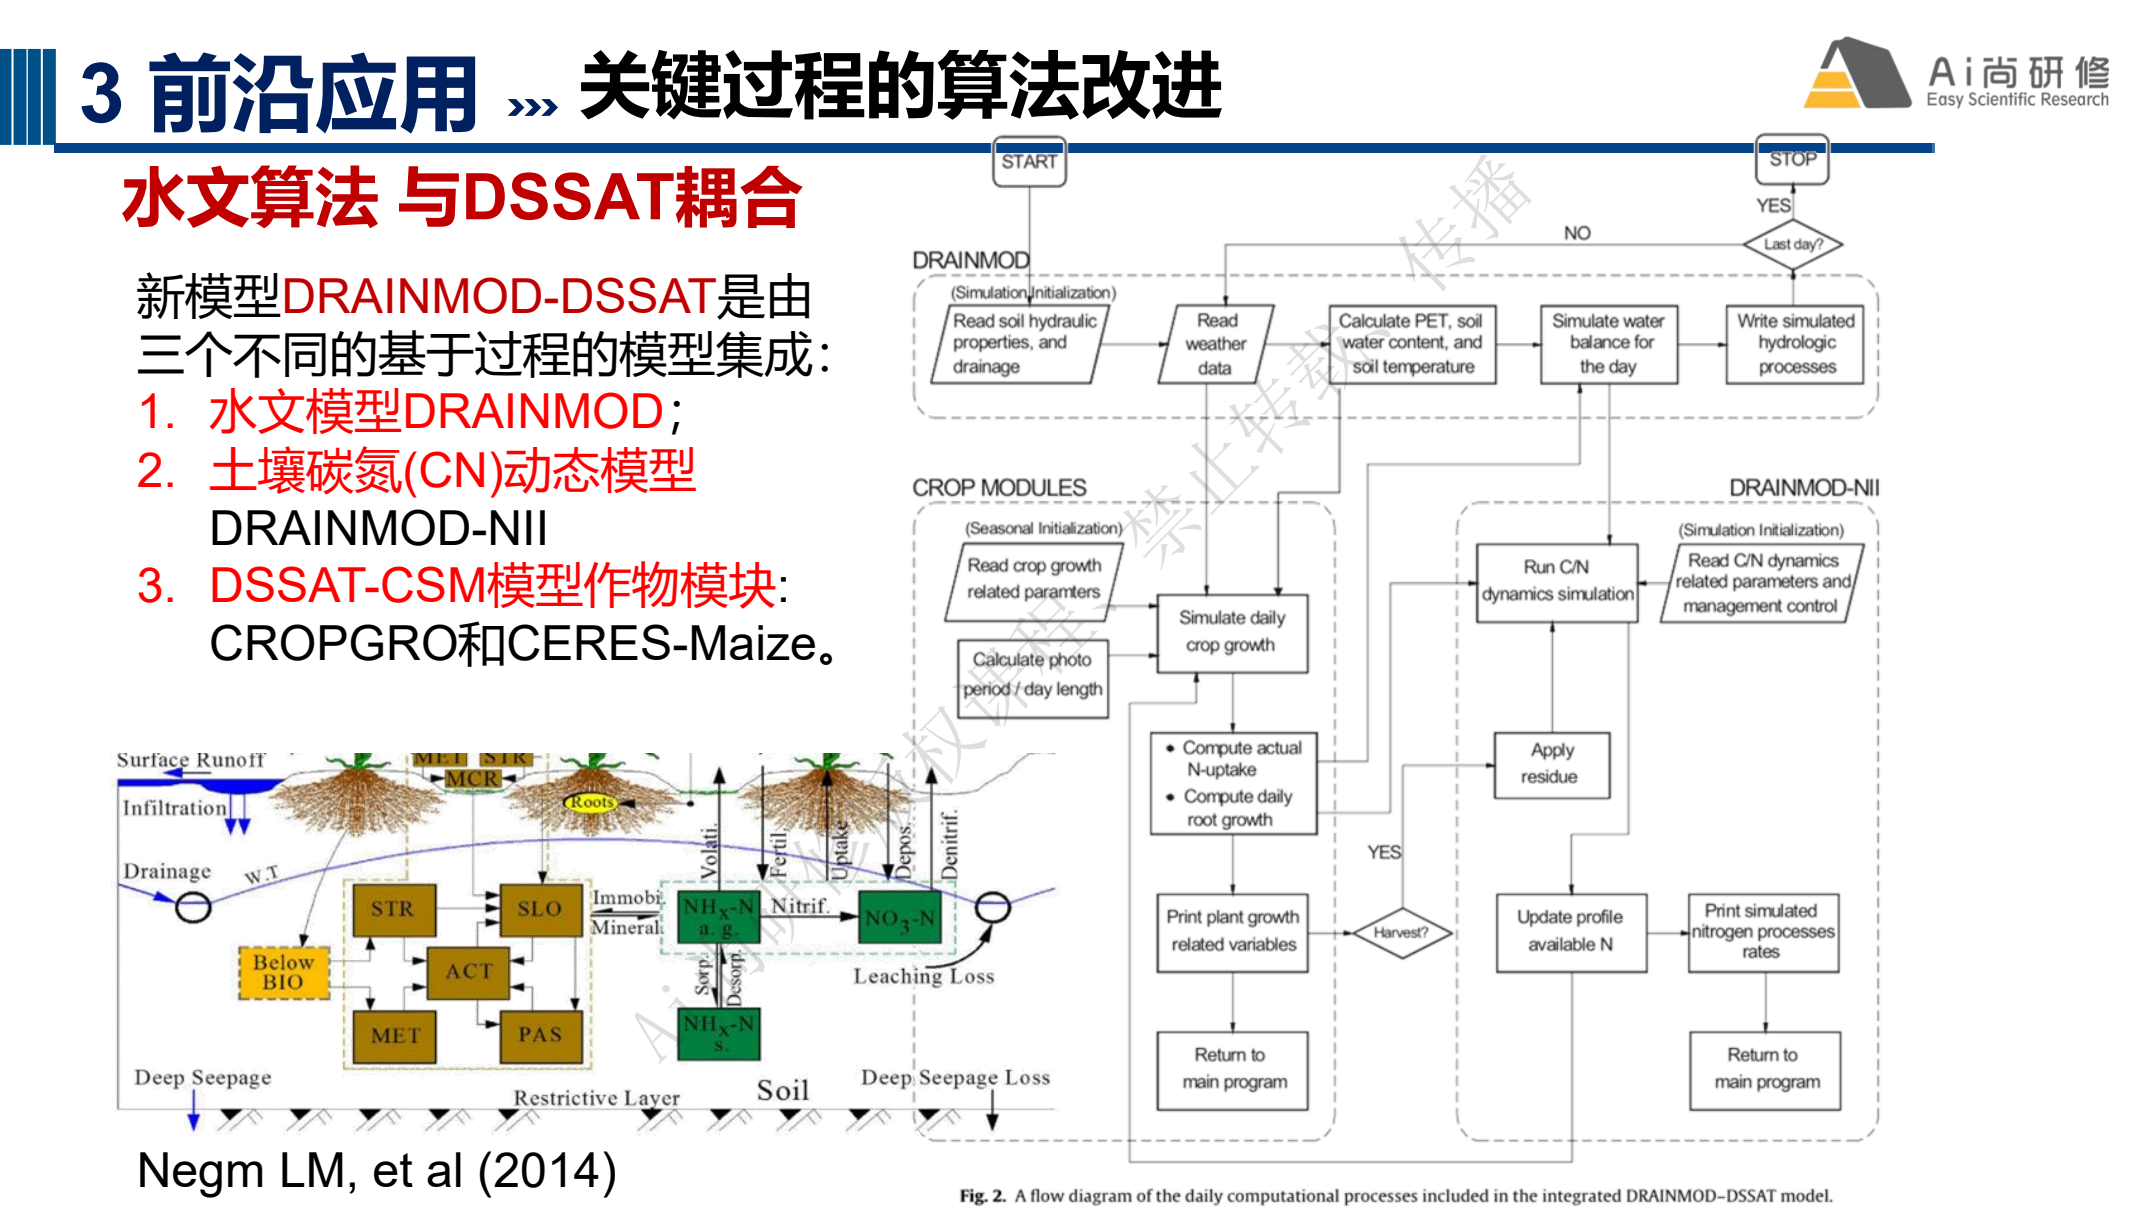 3 前沿应用 »» 关键过程的算法改进
Ai尚研修
Easy Scientific Research
水文算法 与DSSAT耦合
新模型DRAINMOD-DSSAT是由
三个不同的基于过程的模型集成：
1. 水文模型DRAINMOD；
2. 土壤碳氮(CN)动态模型
DRAINMOD-NII
3. DSSAT-CSM模型作物模块:
CROPGRO和CERES-Maize。
Surface Runoff
Infiltration
Drainage
W.T
MET STR
MCR
Roots
Volati.
Fertil.
Uptake
Depos.
Denitrif.
STR
SLO
Immobi.
Mineral.
NHX-N
a. g.
Nitrif.
NO3-N
Below
BIO
ACT
Sorp.
Desorp.
Leaching Loss
MET
PAS
NHX-N
s.
Deep Seepage
Restrictive Layer
Soil
Deep Seepage Loss
Negm LM, et al (2014)
START
STOP
YES
NO
Last day?
DRAINMOD
(Simulation Initialization)
Read soil hydraulic
properties, and
drainage
Read
weather
data
Calculate PET, soil
water content, and
soil temperature
Simulate water
balance for
the day
Write simulated
hydrologic
processes
CROP MODULES
(Seasonal Initialization)
Read crop growth
related paramters
Calculate photo
period / day length
Simulate daily
crop growth
• Compute actual
N-uptake
• Compute daily
root growth
Print plant growth
related variables
Return to
main program
YES
Harvest?
DRAINMOD-NII
(Simulation Initialization)
Run C/N
dynamics simulation
Read C/N dynamics
related parameters and
management control
Apply
residue
Update profile
available N
Print simulated
nitrogen processes
rates
Return to
main program
Fig. 2. A flow diagram of the daily computational processes included in the integrated DRAINMOD–DSSAT model.
Ai尚研修版权课程、禁止转载、传播